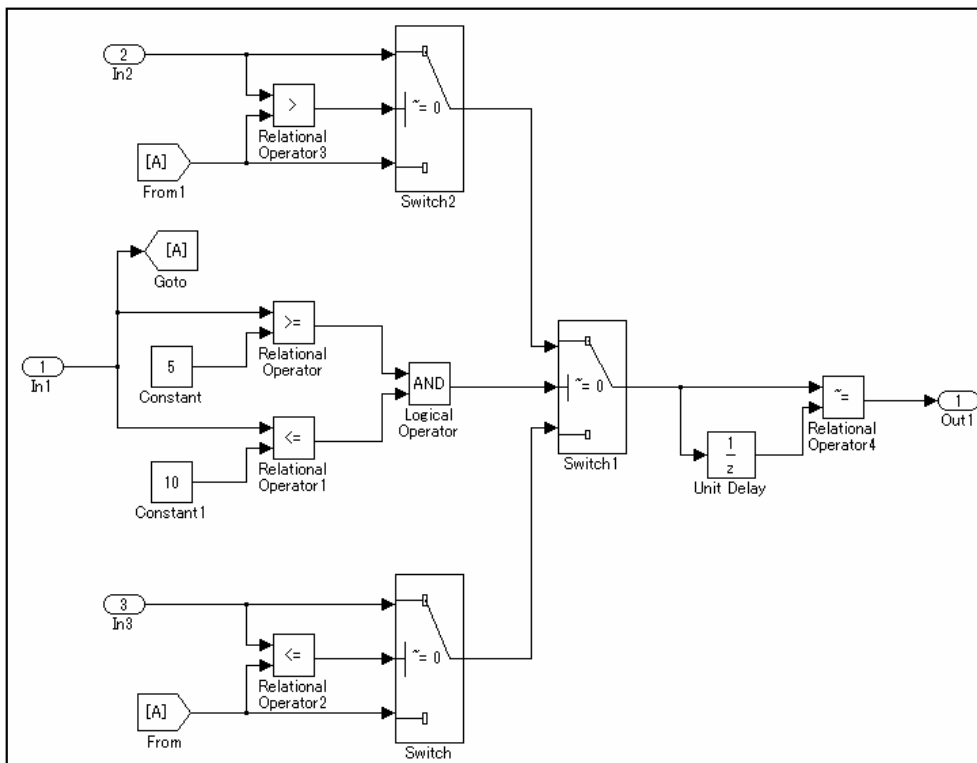 2
In2
>
Relational
Operator3
~= 0
[A]
From1
Switch2
[A]
Goto
>=
Relational
Operator
5
Constant
1
In1
AND
Logical
Operator
<=
Relational
Operator1
10
Constant1
~= 0
Switch1
~=
Relational
Operator4
1
Out1
1
z
Unit Delay
3
In3
<=
Relational
Operator2
~= 0
[A]
From
Switch